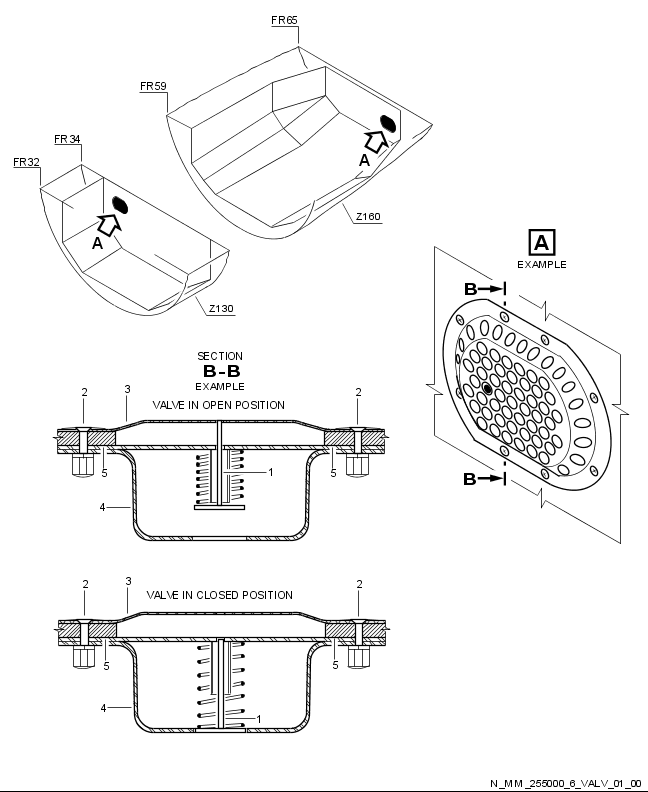 FR65
FR59
FR34
FR32
A
A
Z160
Z130
A
EXAMPLE
B
SECTION
B-B
EXAMPLE
2
3
2
VALVE IN OPEN POSITION
5
1
5
4
B
2
3
2
VALVE IN CLOSED POSITION
5
5
4
1
N_MM_255000_6_VALV_01_00